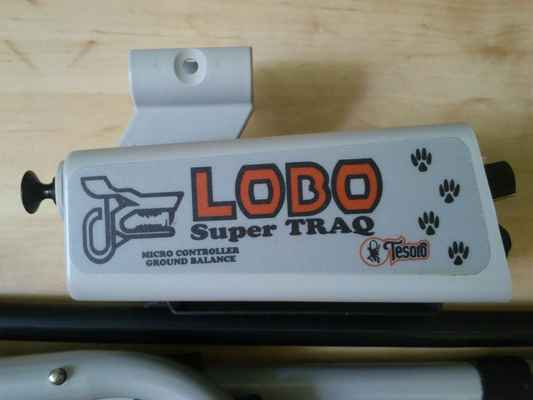 LOBO
Super TRAQ
MICRO CONTROLLER
GROUND BALANCE
Tesoro